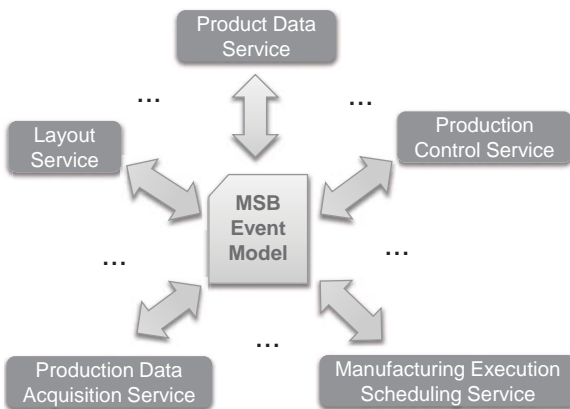 Product Data
Service
...
...
Layout
Service
Production
Control Service
MSB
Event
Model
...
...
...
Production Data
Acquisition Service
Manufacturing Execution
Scheduling Service